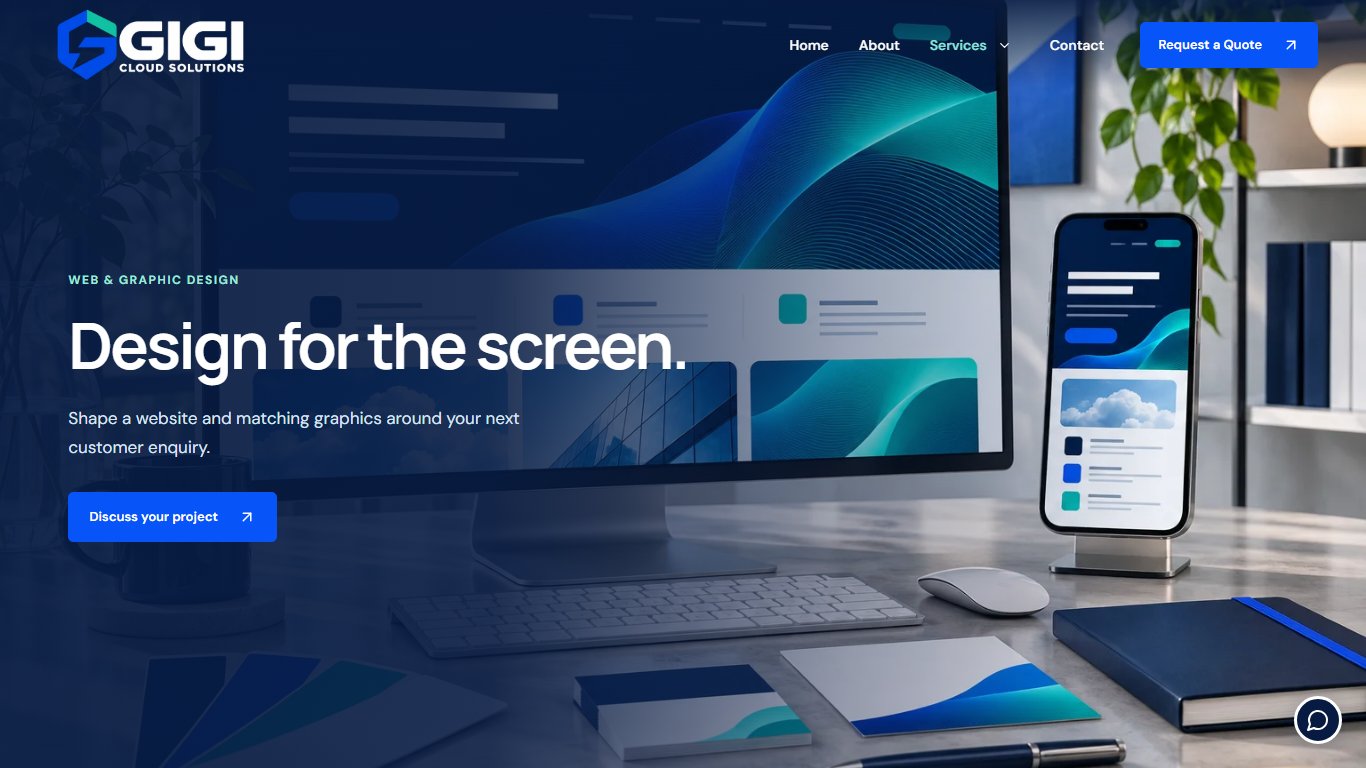 GIGI
CLOUD SOLUTIONS
Home About Services Contact Request a Quote
WEB & GRAPHIC DESIGN
Design for the screen.
Shape a website and matching graphics around your next
customer enquiry.
Discuss your project